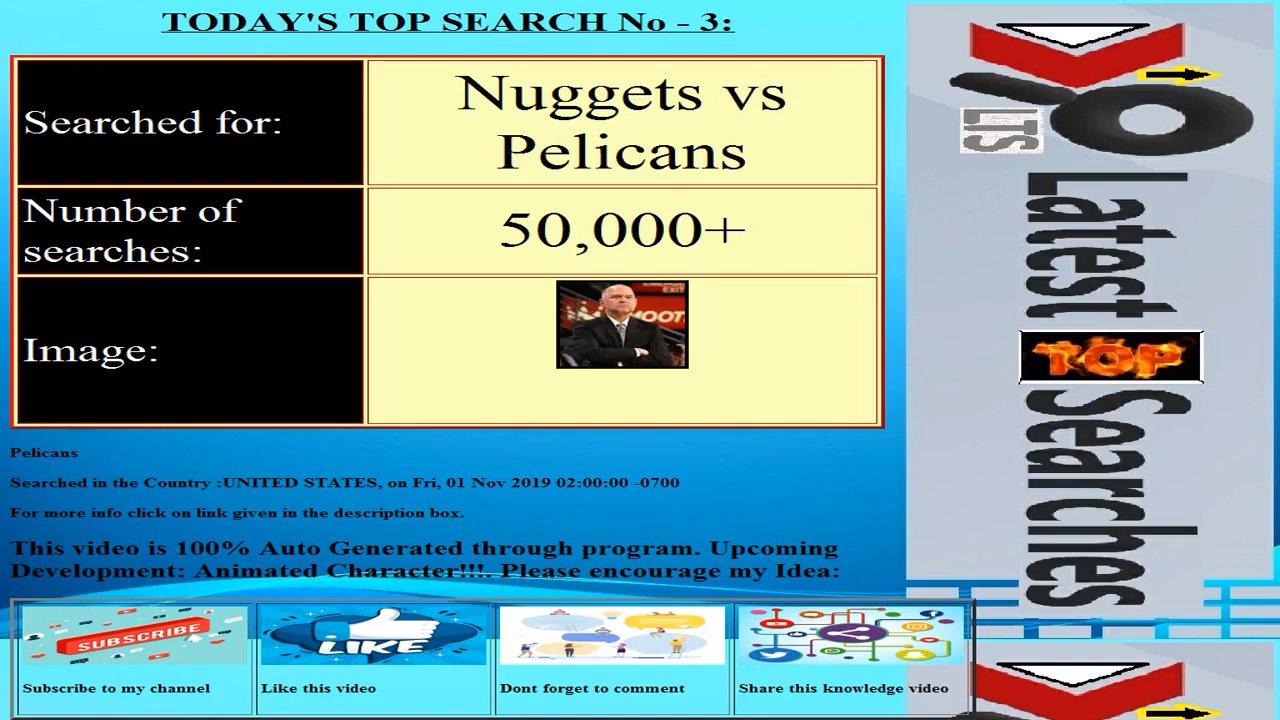 TODAY'S TOP SEARCH No - 3:
Searched for:
Nuggets vs
Pelicans
Number of
searches:
50,000+
Image:
Pelicans
Searched in the Country :UNITED STATES, on Fri, 01 Nov 2019 02:00:00 -0700
For more info click on link given in the description box.
This video is 100% Auto Generated through program. Upcoming
Development: Animated Character!!!. Please encourage my Idea:
SUBSCRIBE
LIKE
Subscribe to my channel
Like this video
Dont forget to comment
Share this knowledge video
LTS
Latest
TOP
Searches